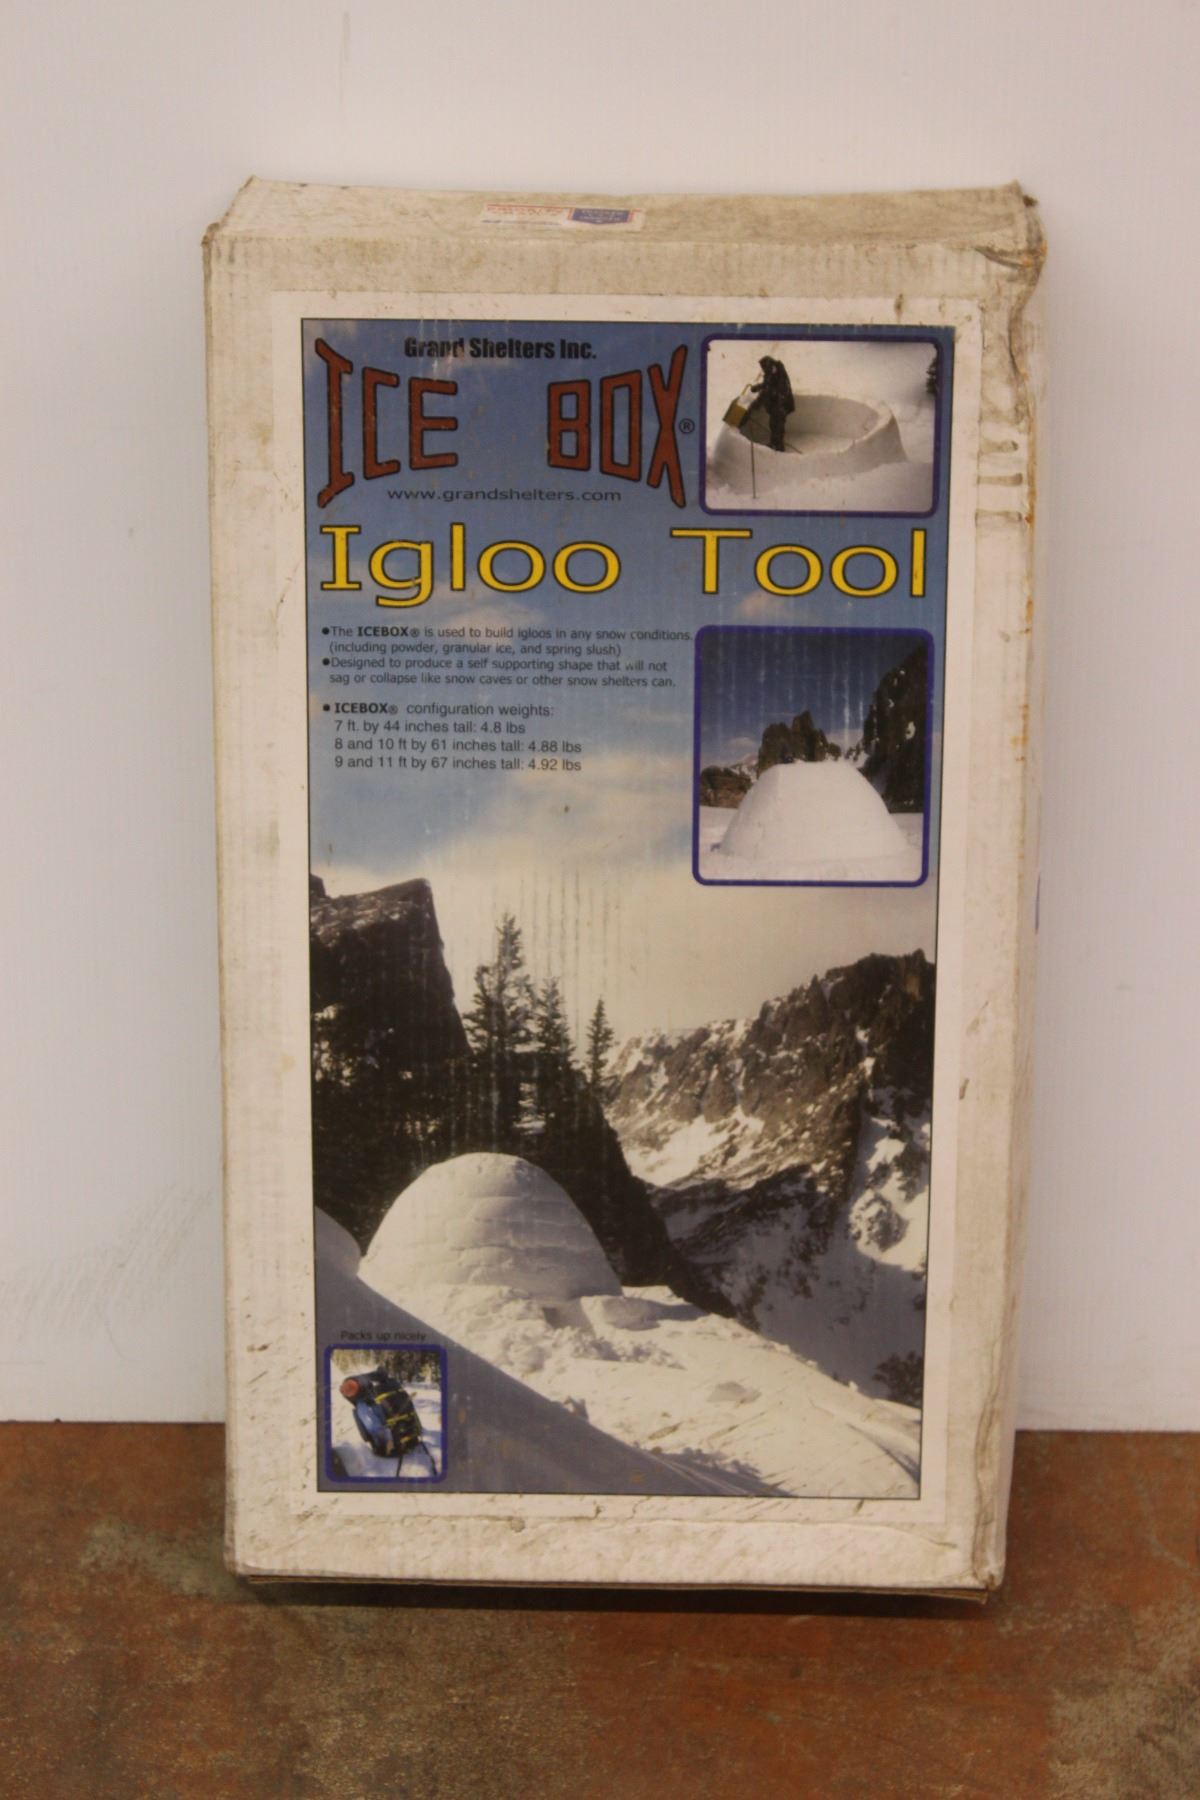 Grand Shelters Inc.
ICE BOX®
www.grandshelters.com
Igloo Tool
•The ICEBOX® is used to build igloos in any snow conditions.
(including powder, granular ice, and spring slush)
•Designed to produce a self supporting shape that will not
sag or collapse like snow caves or other snow shelters can.
• ICEBOX® configuration weights:
7 ft. by 44 inches tall: 4.8 lbs
8 and 10 ft by 61 inches tall: 4.88 lbs
9 and 11 ft by 67 inches tall: 4.92 lbs
Packs up nicely